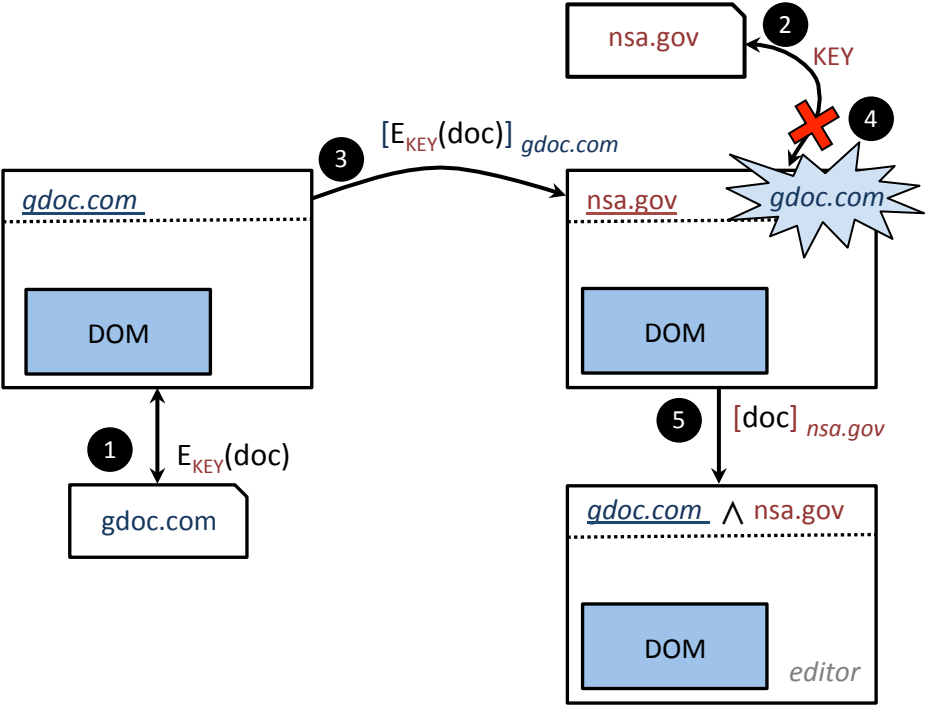 nsa.gov
2
KEY
4
3
[E_KEY(doc)] gdoc.com
gdoc.com
nsa.gov
gdoc.com
DOM
DOM
1
E_KEY(doc)
5
[doc] nsa.gov
gdoc.com
gdoc.com ∧ nsa.gov
DOM
editor